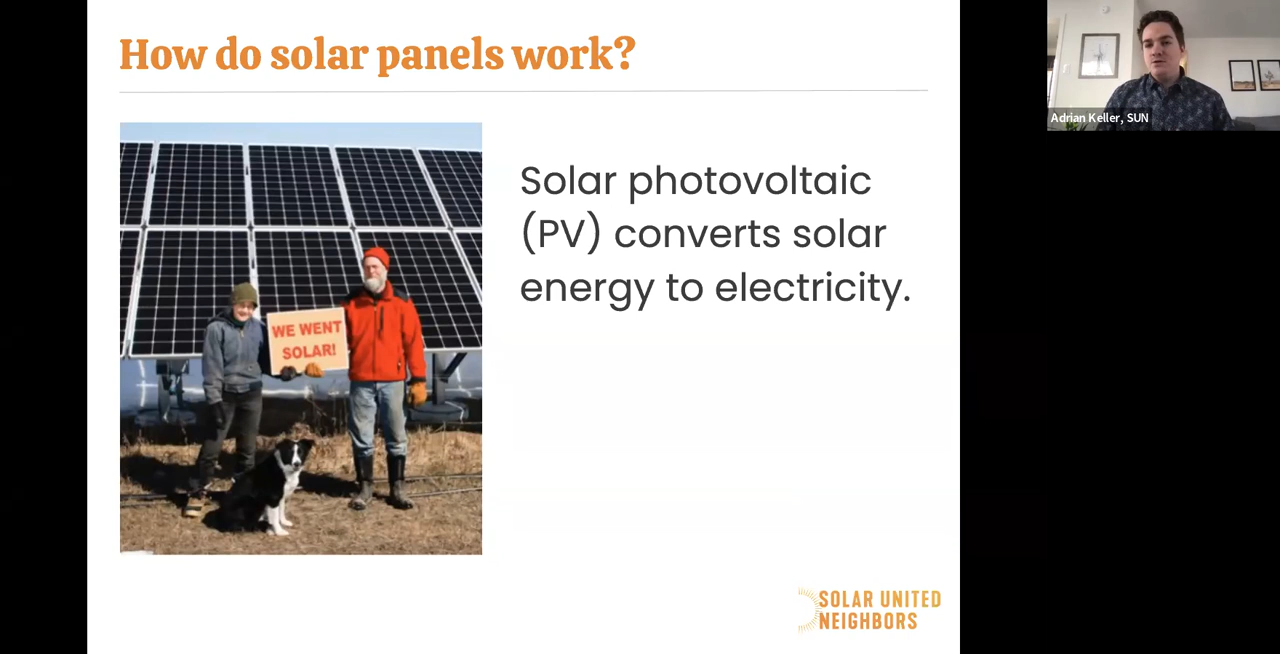 How do solar panels work?
Solar photovoltaic
(PV) converts solar
energy to electricity.
WE WENT
SOLAR!
SOLAR UNITED
NEIGHBORS
Adrian Keller, SUN